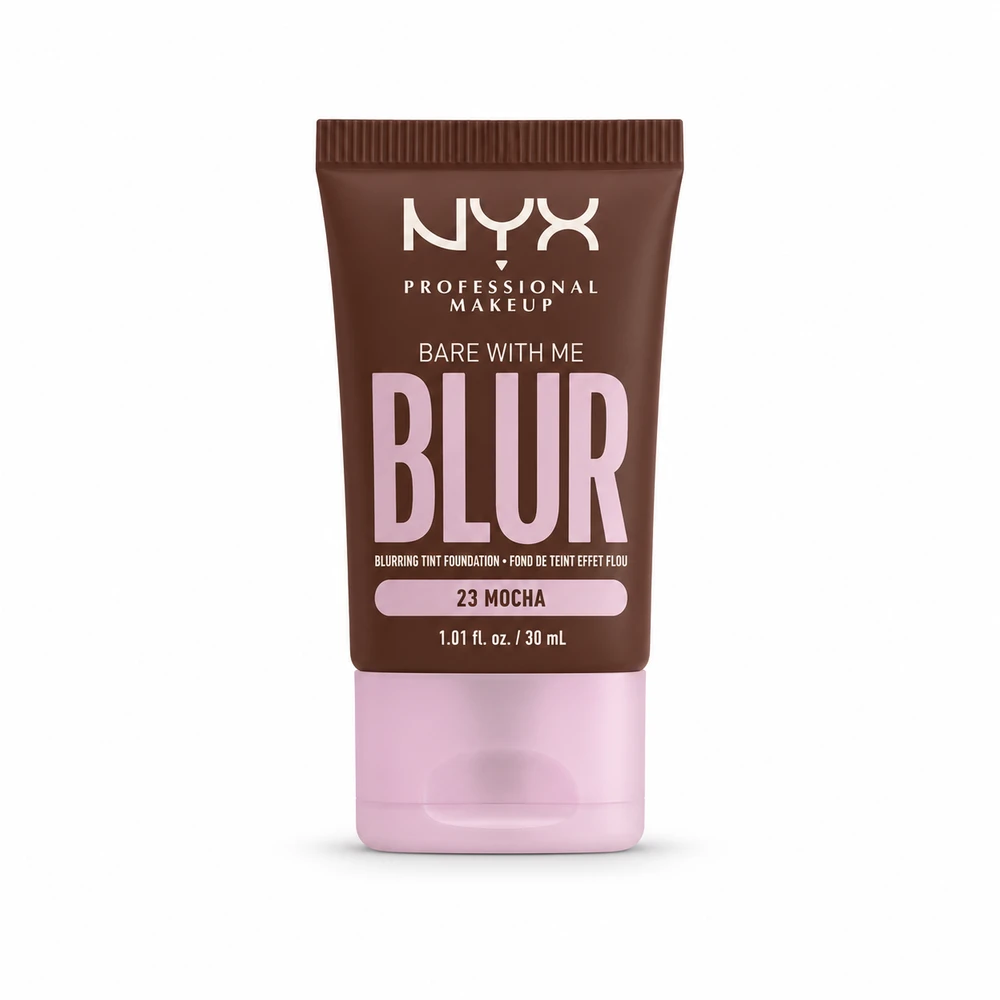 NYX
PROFESSIONAL
MAKEUP
BARE WITH ME
BLUR
BLURRING TINT FOUNDATION • FOND DE TEINT EFFET FLOU
23 MOCHA
1.01 fl. oz. / 30 mL